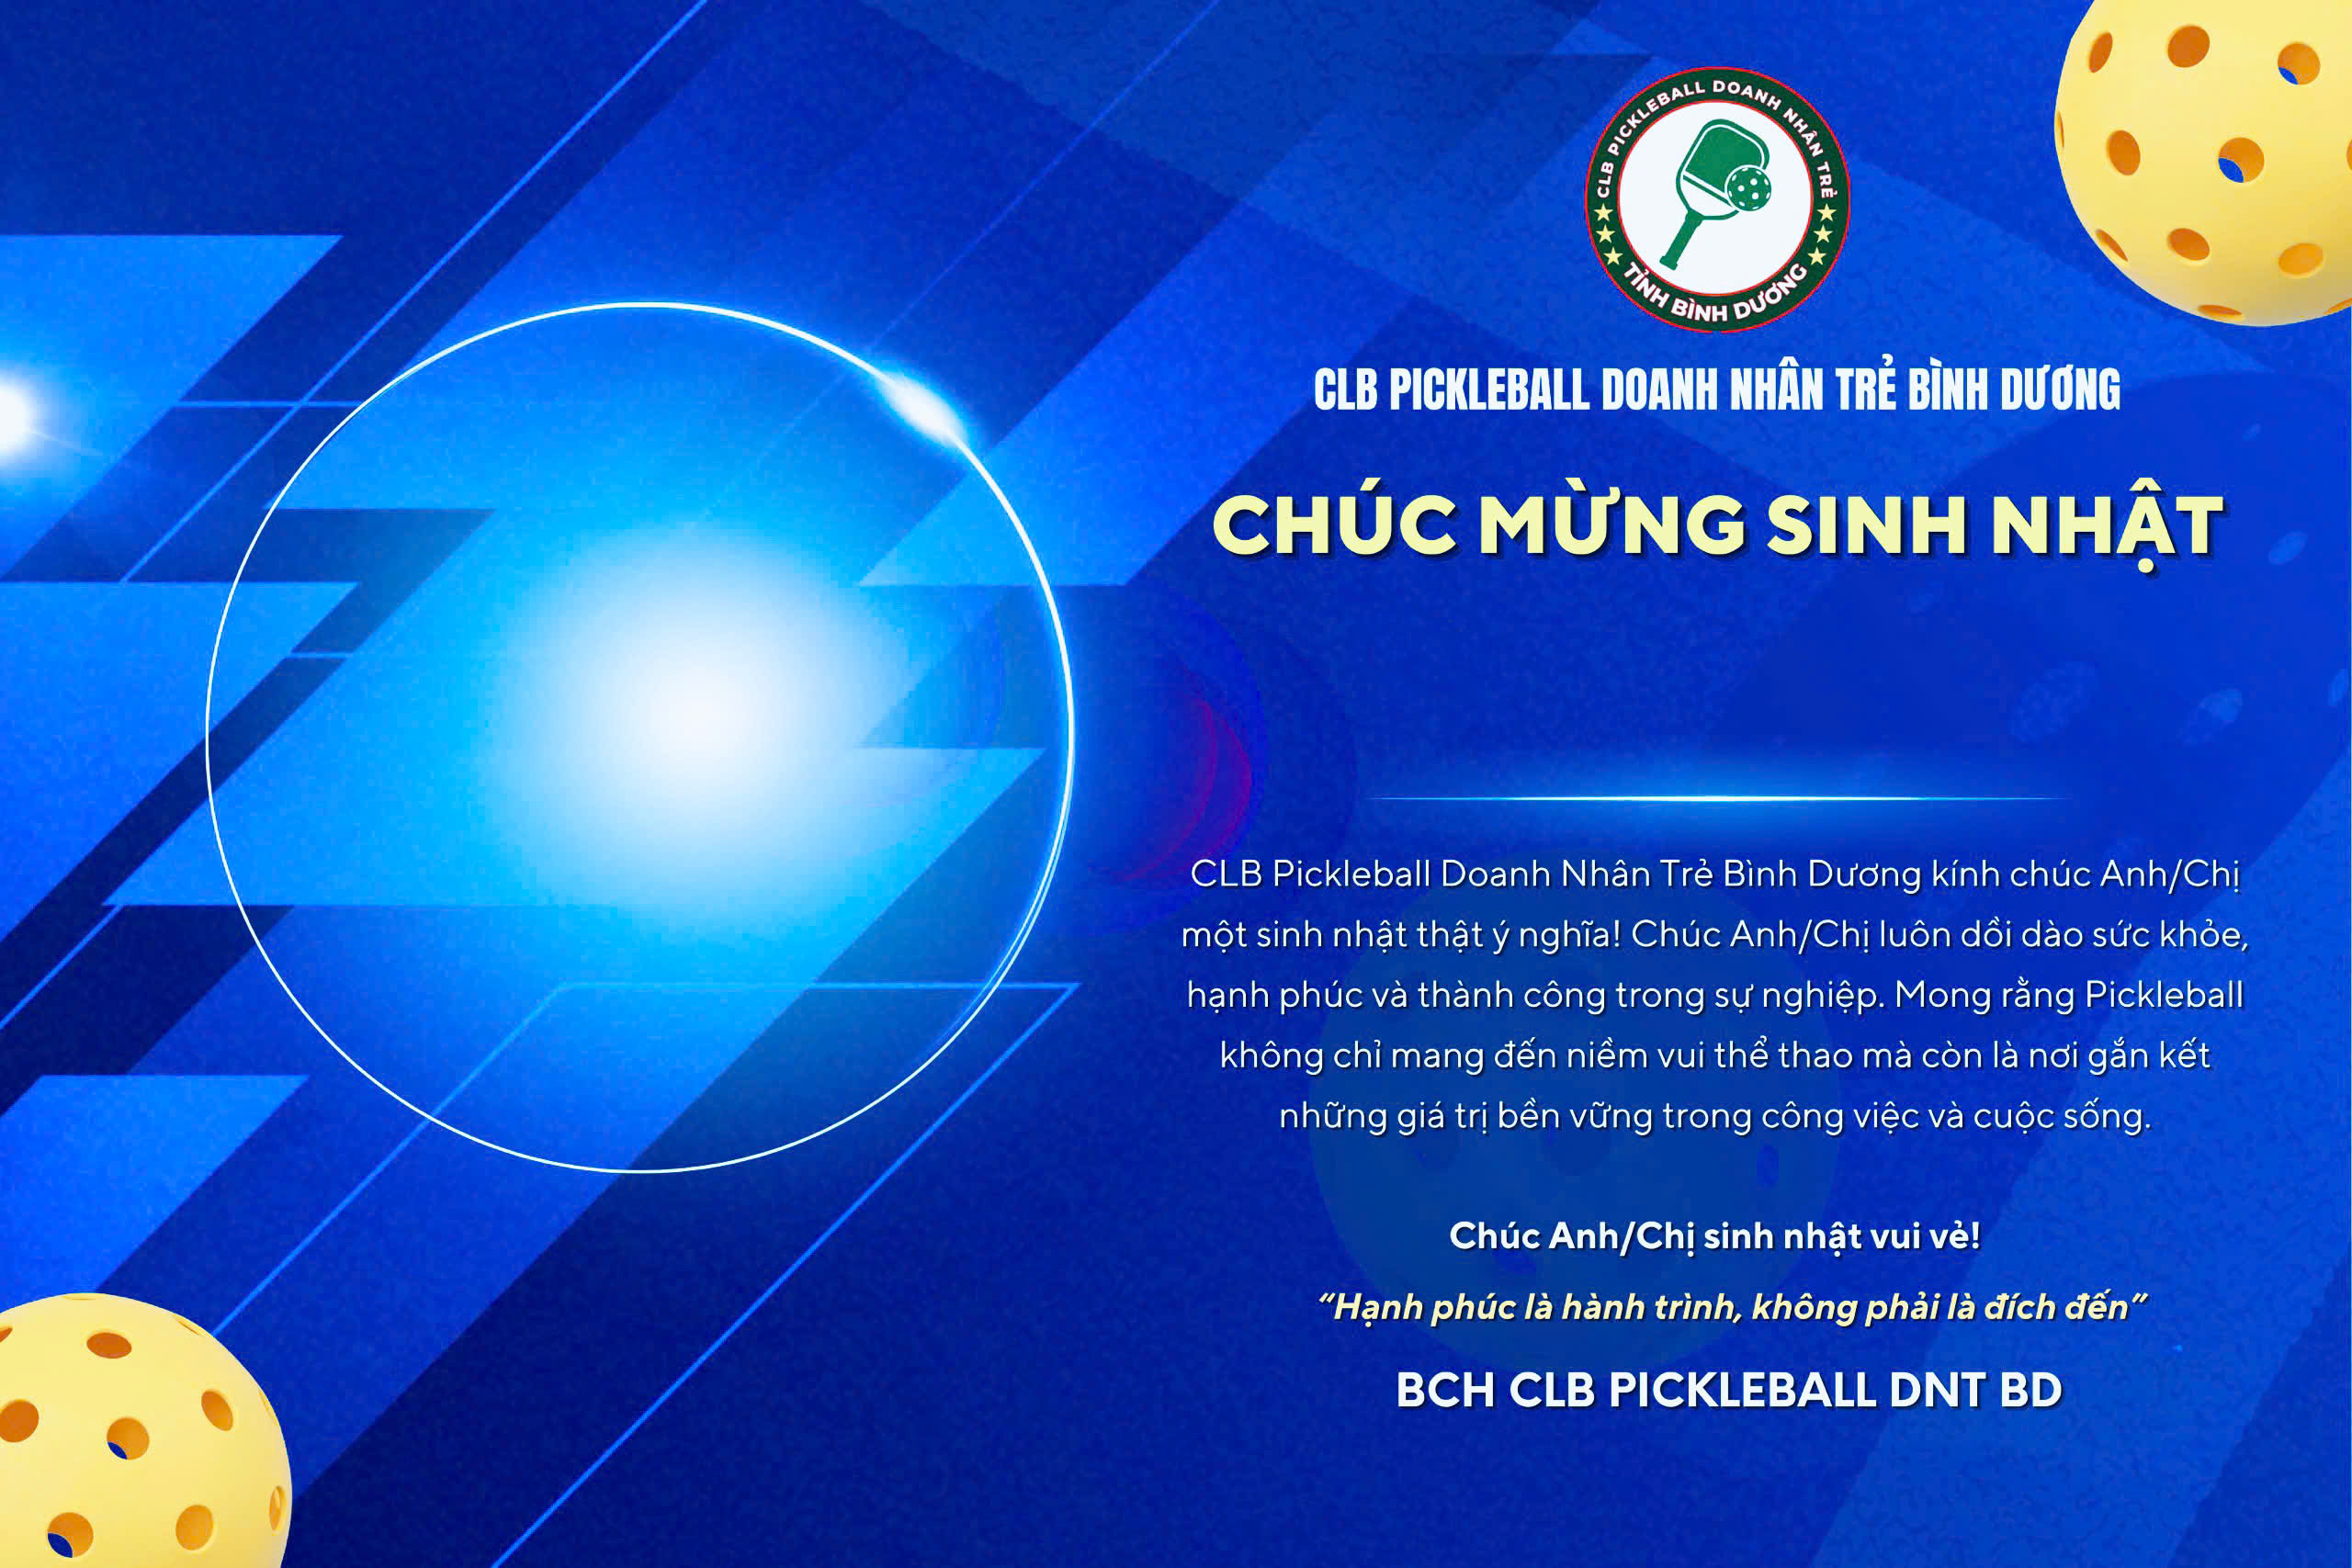 CLB PICKLEBALL DOANH NHÂN TRẺ
TỈNH BÌNH DƯƠNG
CLB PICKLEBALL DOANH NHÂN TRẺ BÌNH DƯƠNG
CHÚC MỪNG SINH NHẬT
CLB Pickleball Doanh Nhân Trẻ Bình Dương kính chúc Anh/Chị
một sinh nhật thật ý nghĩa! Chúc Anh/Chị luôn dồi dào sức khỏe,
hạnh phúc và thành công trong sự nghiệp. Mong rằng Pickleball
không chỉ mang đến niềm vui thể thao mà còn là nơi gắn kết
những giá trị bền vững trong công việc và cuộc sống.
Chúc Anh/Chị sinh nhật vui vẻ!
“Hạnh phúc là hành trình, không phải là đích đến”
BCH CLB PICKLEBALL DNT BD